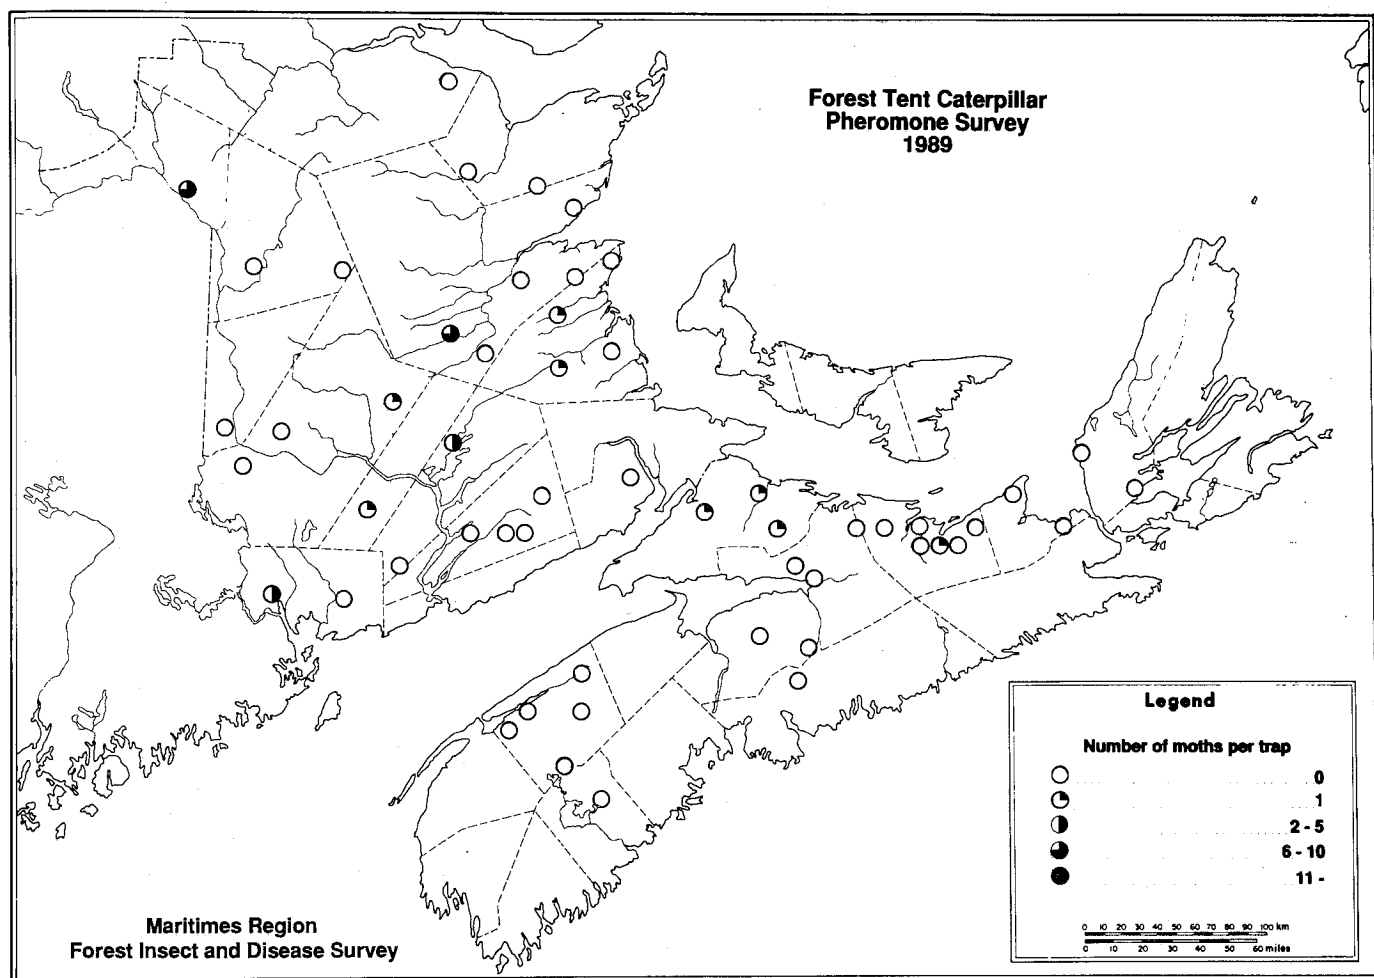 Forest Tent Caterpillar
Pheromone Survey
1989
Legend
Number of moths per trap
0
1
2 - 5
6 - 10
11 -
0 10 20 30 40 50 60 70 80 90 100 km
0 10 20 30 40 50 60 miles
Maritimes Region
Forest Insect and Disease Survey